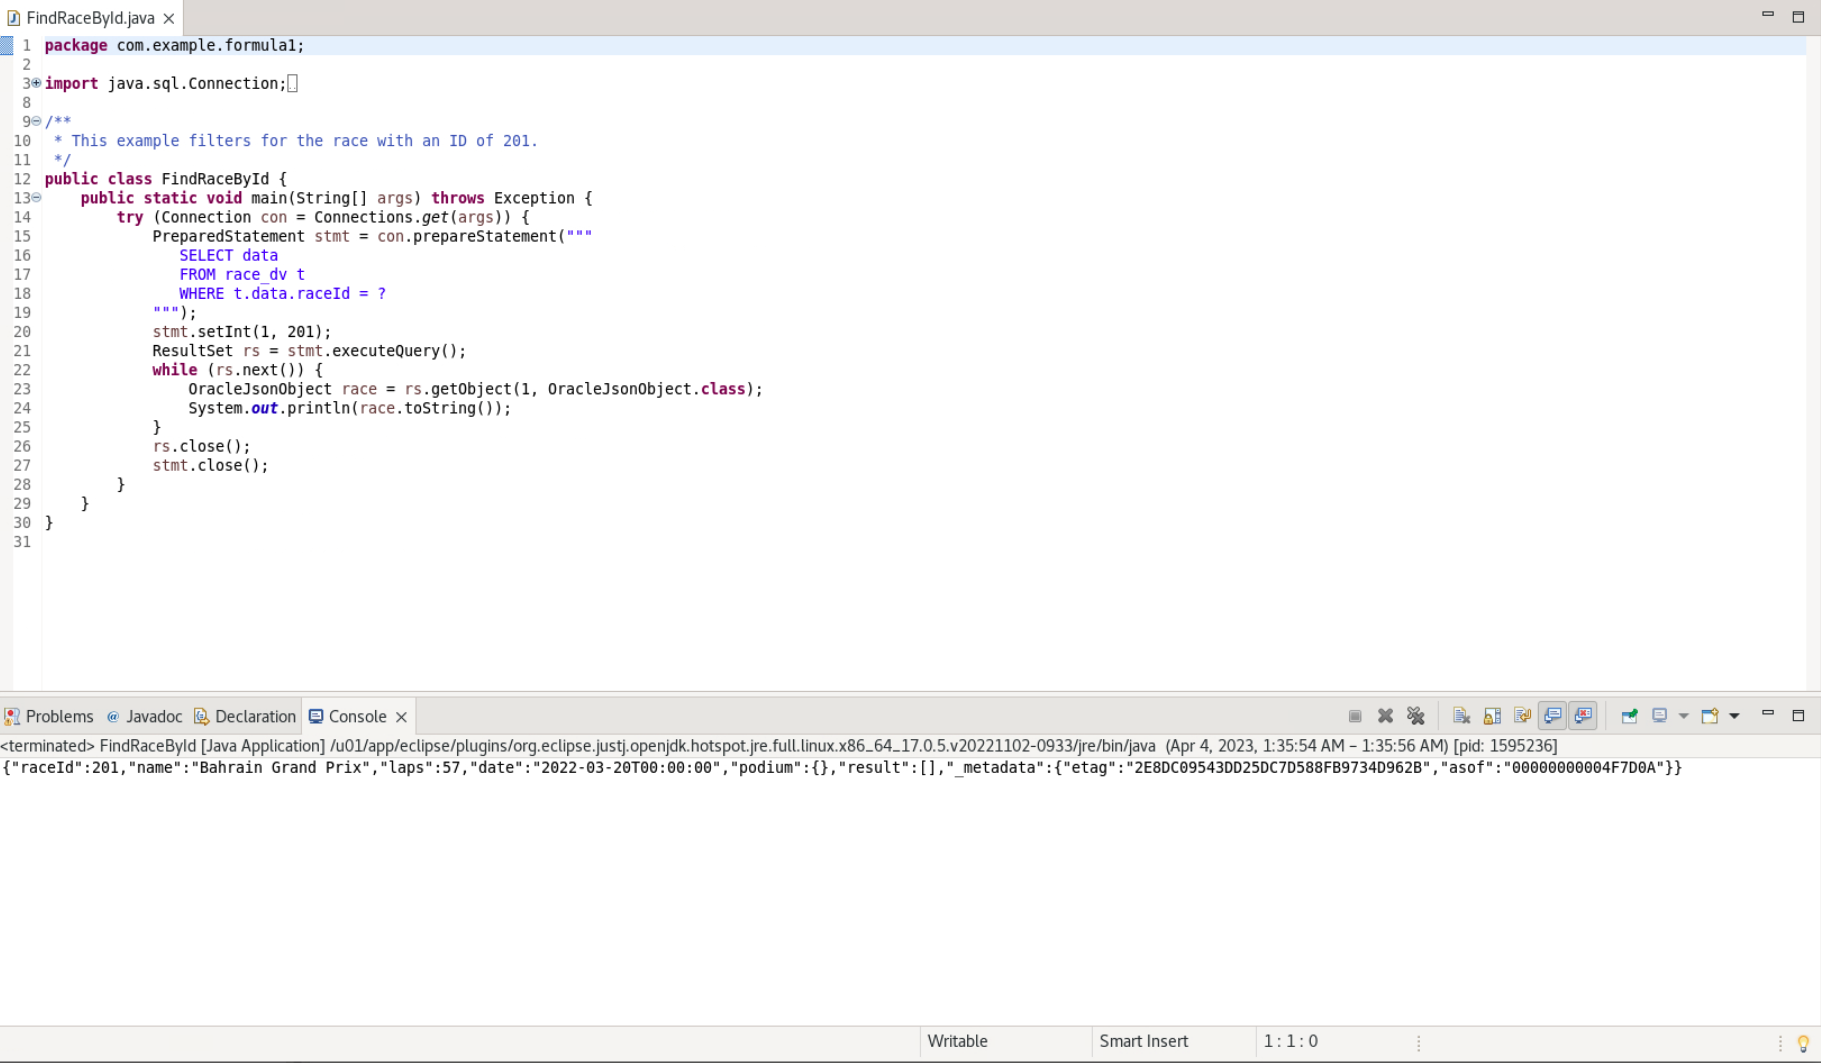 FindRaceById.java
1 package com.example.formula1;
2
3 import java.sql.Connection;
8
9 /**
10  * This example filters for the race with an ID of 201.
11  */
12 public class FindRaceById {
13     public static void main(String[] args) throws Exception {
14         try (Connection con = Connections.get(args)) {
15             PreparedStatement stmt = con.prepareStatement("""
16                SELECT data
17                FROM race_dv t
18                WHERE t.data.raceId = ?
19             """);
20             stmt.setInt(1, 201);
21             ResultSet rs = stmt.executeQuery();
22             while (rs.next()) {
23                 OracleJsonObject race = rs.getObject(1, OracleJsonObject.class);
24                 System.out.println(race.toString());
25             }
26             rs.close();
27             stmt.close();
28         }
29     }
30 }
31
Problems @ Javadoc Declaration Console
<terminated> FindRaceById [Java Application] /u01/app/eclipse/plugins/org.eclipse.justj.openjdk.hotspot.jre.full.linux.x86_64_17.0.5.v20221102-0933/jre/bin/java (Apr 4, 2023, 1:35:54 AM – 1:35:56 AM) [pid: 1595236]
{"raceId":201,"name":"Bahrain Grand Prix","laps":57,"date":"2022-03-20T00:00:00","podium":{},"result":[],"_metadata":{"etag":"2E8DC09543DD25DC7D588FB9734D962B","asof":"00000000004F7D0A"}}
Writable Smart Insert 1 : 1 : 0